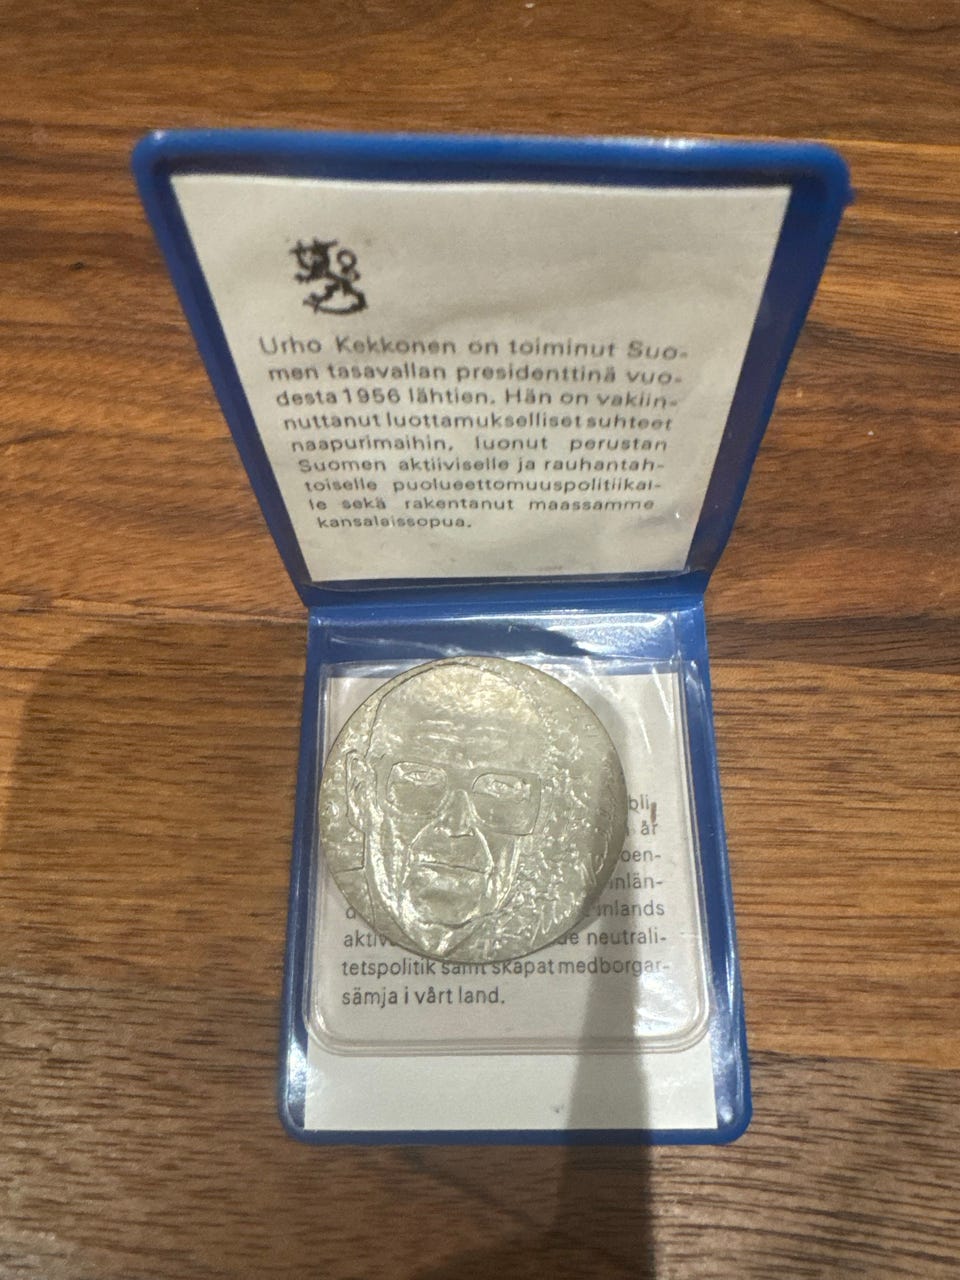 Urho Kekkonen on toiminut Suo-
men tasavallan presidenttinä vuo-
desta 1956 lähtien. Hän on vakiin-
nuttanut luottamukselliset suhteet
naapurimaihin, luonut perustan
Suomen aktiiviselle ja rauhantah-
toiselle puolueettomuuspolitiikal-
le sekä rakentanut maassamme
kansalaissopua.
år
inlands
neutrali-
tetspolitik samt skapat medborgar-
sämja i vårt land.